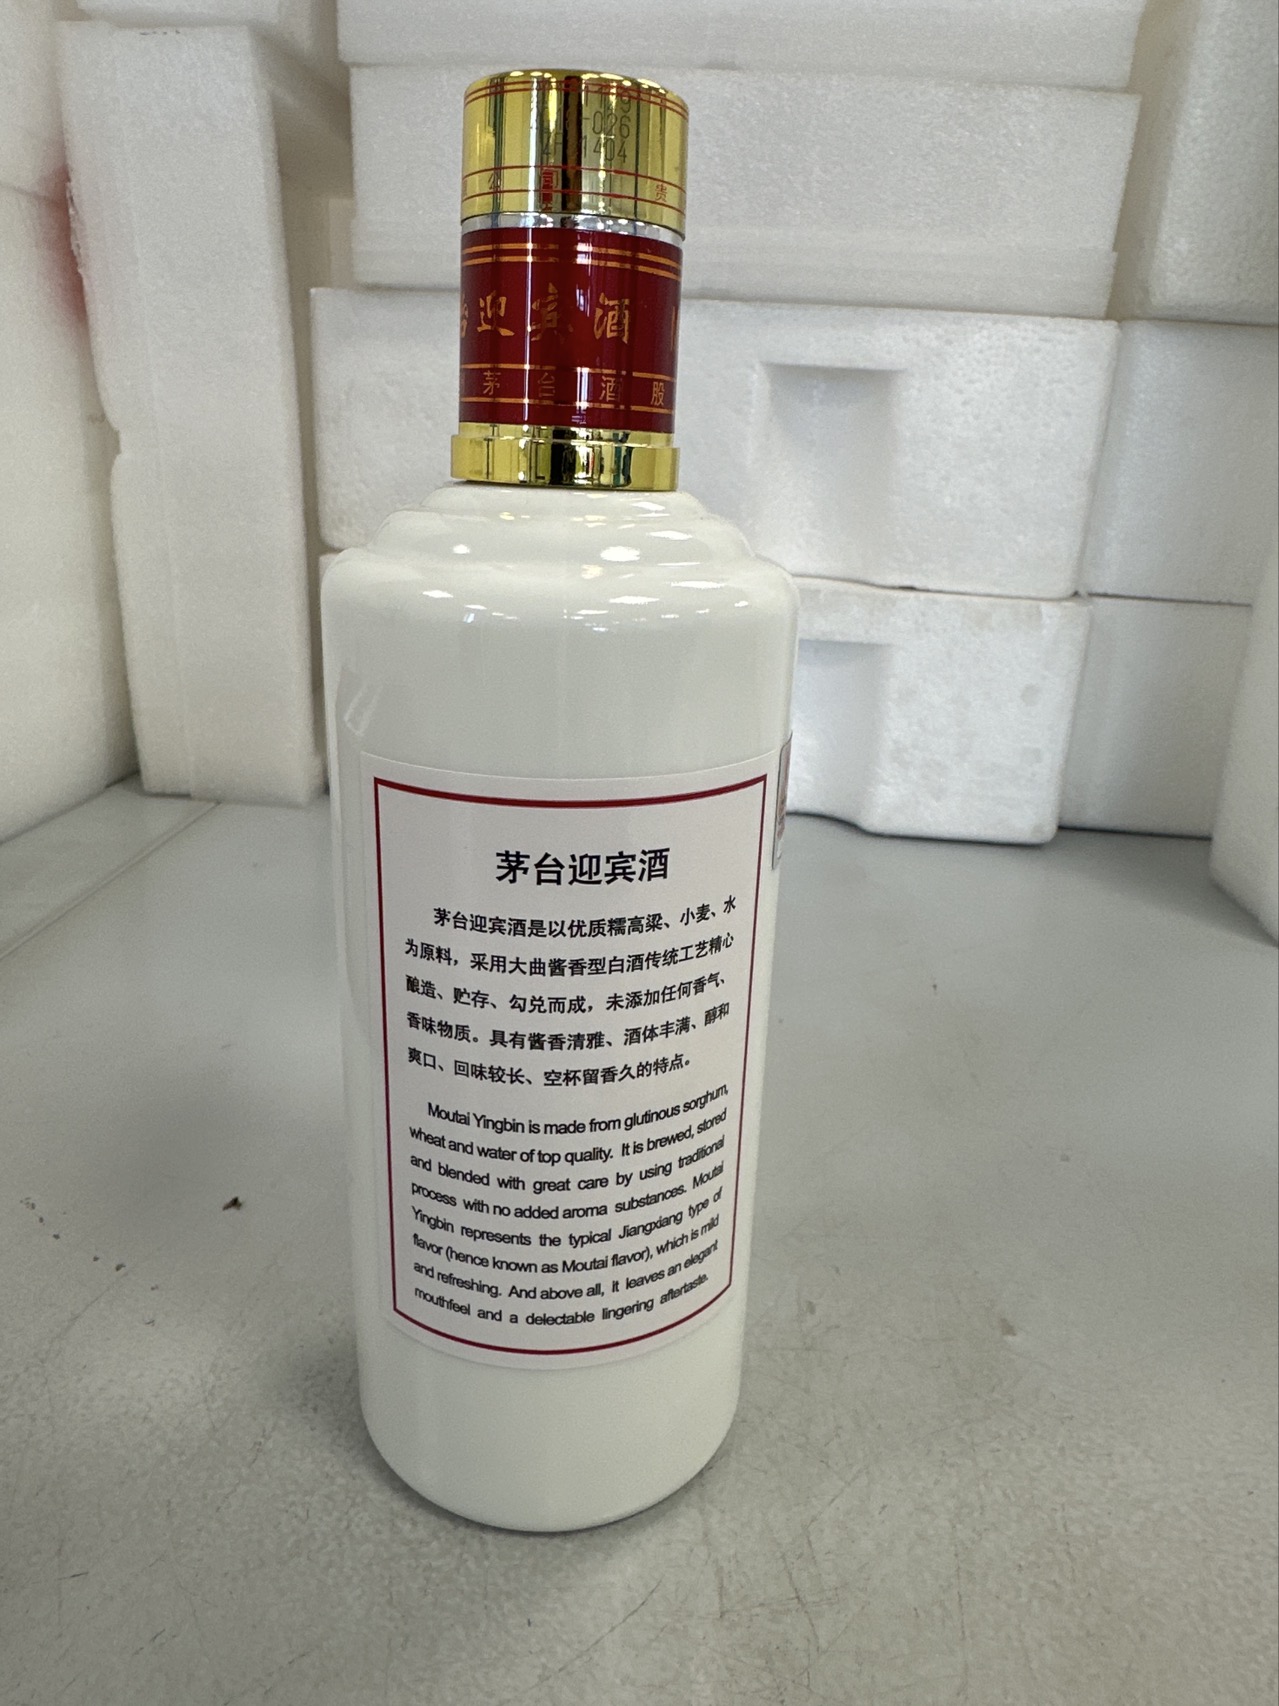 -026
1404
公司 贵
迎宾酒
茅台酒股
茅台迎宾酒
茅台迎宾酒是以优质糯高粱、小麦、水
为原料，采用大曲酱香型白酒传统工艺精心
酿造、贮存、勾兑而成，未添加任何香气、
香味物质。具有酱香清雅、酒体丰满、醇和
爽口、回味较长、空杯留香久的特点。
Moutai Yingbin is made from glutinous sorghum,
wheat and water of top quality. It is brewed, stored
and blended with great care by using traditional
process with no added aroma substances. Moutai
Yingbin represents the typical Jiangxiang type of
flavor (hence known as Moutai flavor), which is mild
and refreshing. And above all, it leaves an elegant
mouthfeel and a delectable lingering aftertaste.